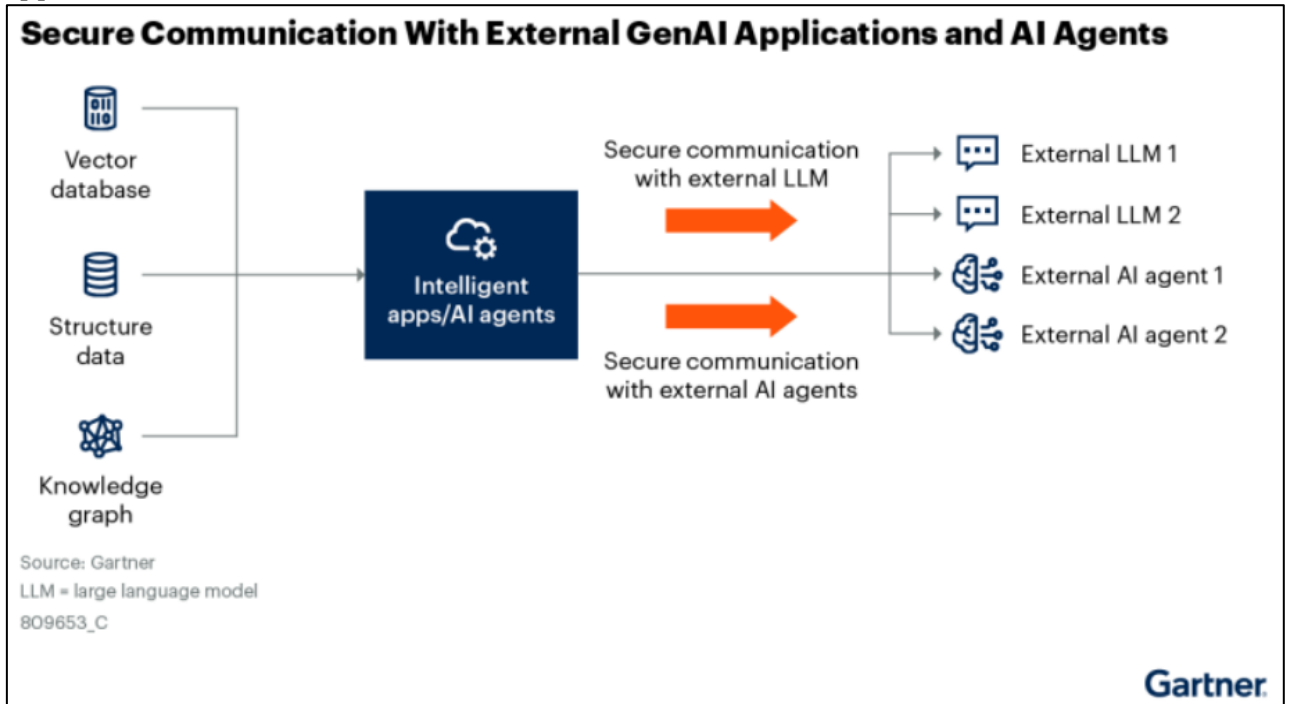 Secure Communication With External GenAI Applications and AI Agents
011
110
Vector
database
Structure
data
Knowledge
graph
Intelligent
apps/AI agents
Secure communication
with external LLM
Secure communication
with external AI agents
External LLM 1
External LLM 2
External AI agent 1
External AI agent 2
Source: Gartner
LLM = large language model
809653_C
Gartner